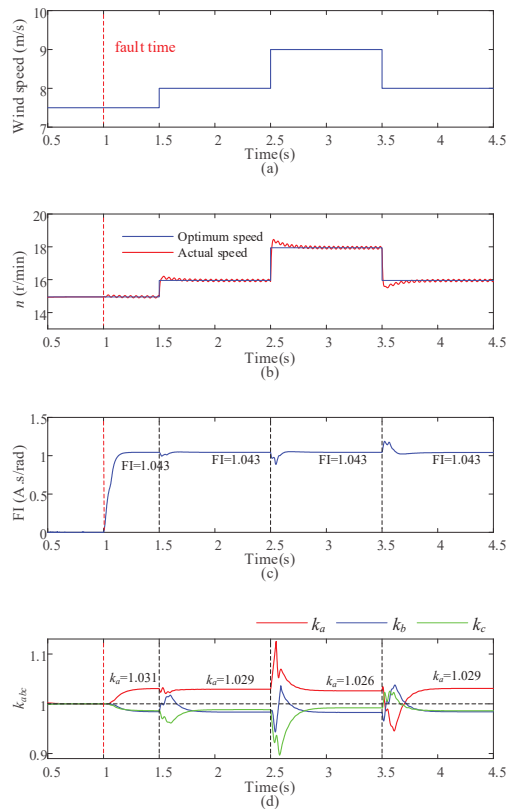 11
fault time
9
Wind speed (m/s)
7
0.5 1 1.5 2 2.5 3 3.5 4 4.5
Time(s)
(a)
20
Optimum speed
18
Actual speed
16
n (r/min)
14
0.5 1 1.5 2 2.5 3 3.5 4 4.5
Time(s)
(b)
1.5
1
FI=1.043 FI=1.043 FI=1.043 FI=1.043
0.5
FI (A.s/rad)
0
0.5 1 1.5 2 2.5 3 3.5 4 4.5
Time(s)
(c)
ka kb kc
1.1
ka=1.031 ka=1.029 ka=1.026 ka=1.029
1
kabc
0.9
0.5 1 1.5 2 2.5 3 3.5 4 4.5
Time(s)
(d)